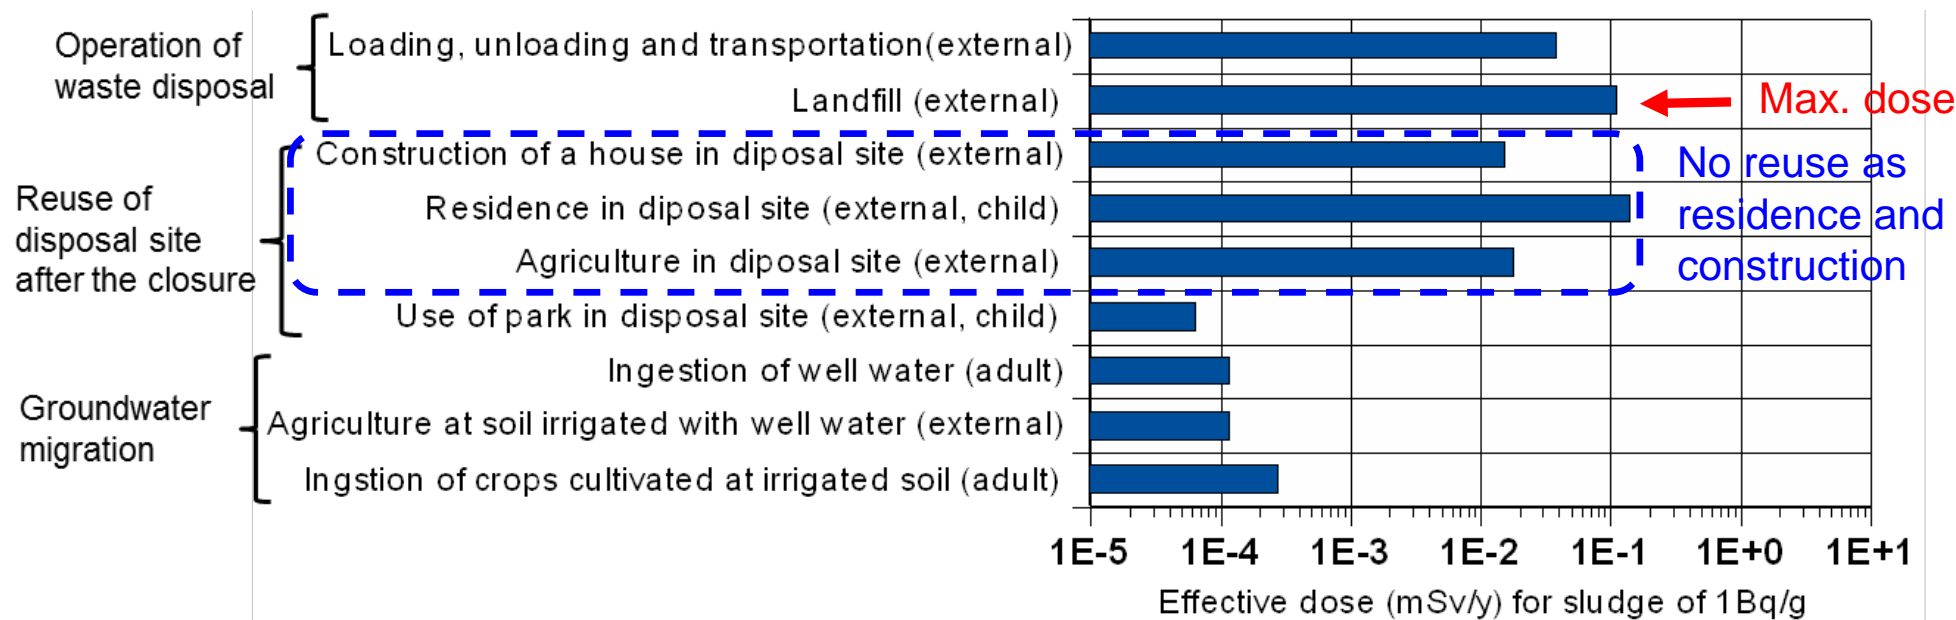 Operation of
waste disposal
Loading, unloading and transportation(external)
Landfill (external)
Max. dose
Reuse of
disposal site
after the closure
Construction of a house in diposal site (external)
Residence in diposal site (external, child)
Agriculture in diposal site (external)
Use of park in disposal site (external, child)
No reuse as
residence and
construction
Groundwater
migration
Ingestion of well water (adult)
Agriculture at soil irrigated with well water (external)
Ingstion of crops cultivated at irrigated soil (adult)
1E-5 1E-4 1E-3 1E-2 1E-1 1E+0 1E+1
Effective dose (mSv/y) for sludge of 1Bq/g